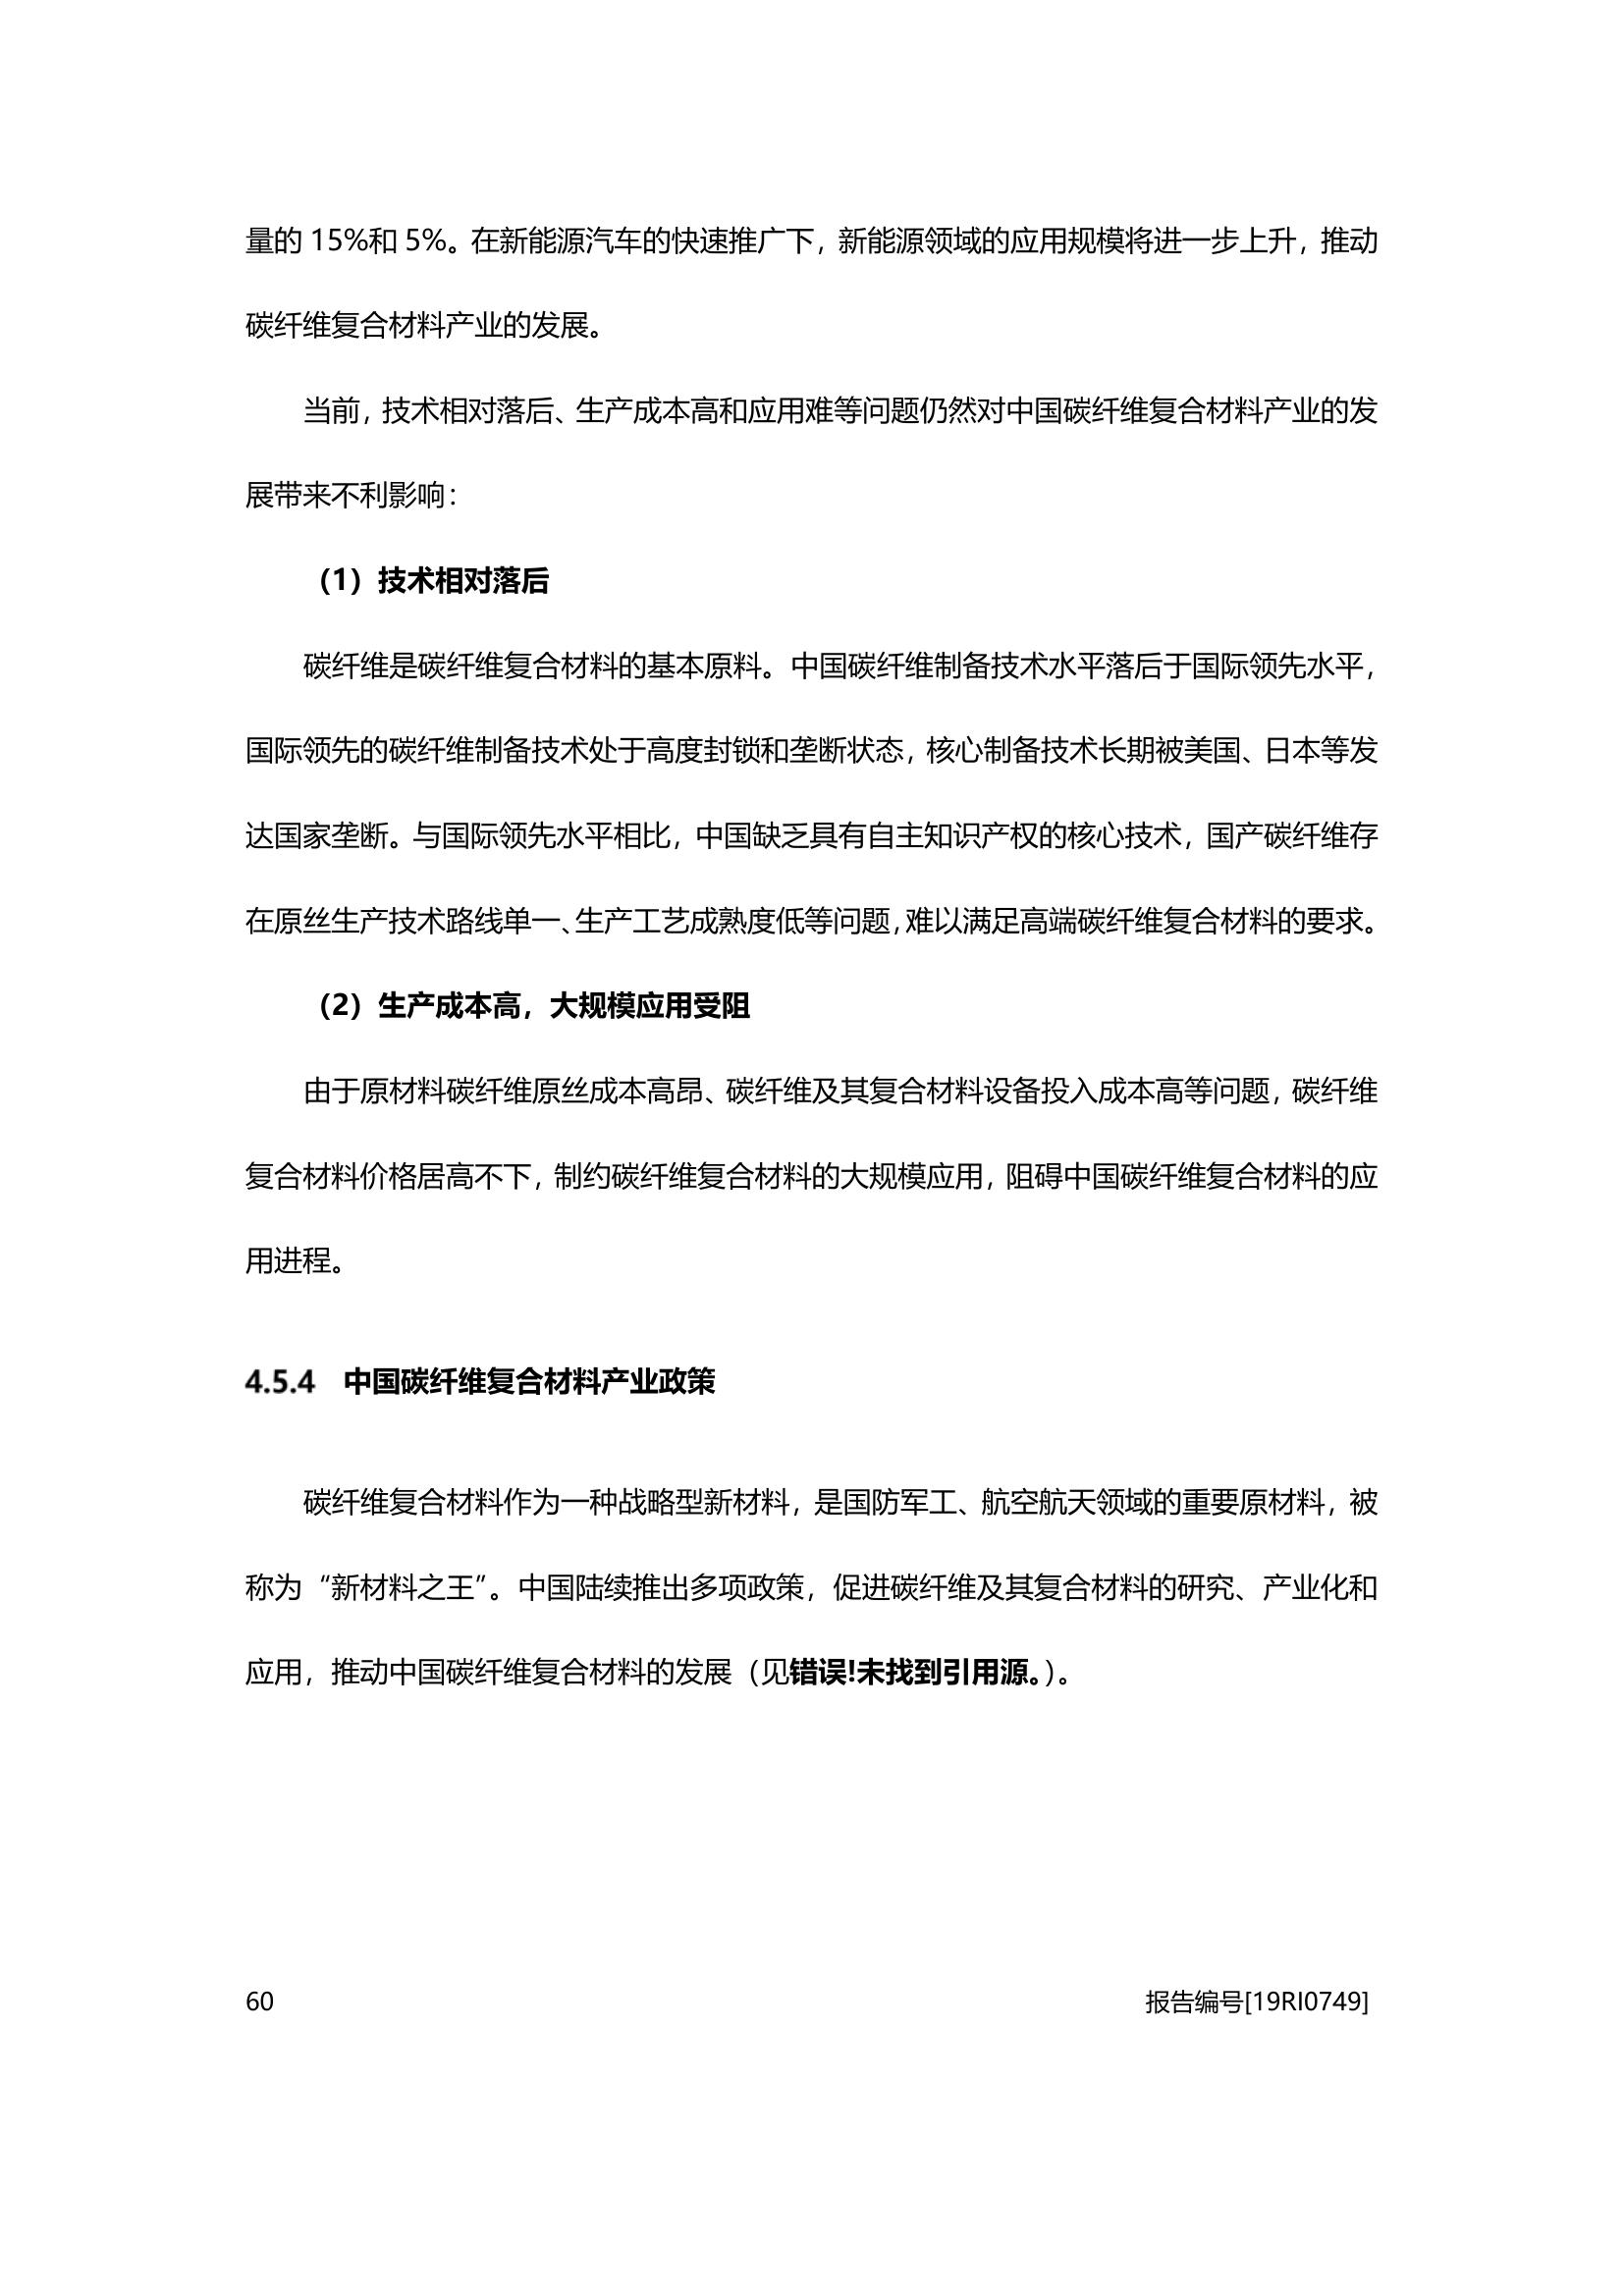 量的 15%和 5%。在新能源汽车的快速推广下，新能源领域的应用规模将进一步上升，推动
碳纤维复合材料产业的发展。
当前，技术相对落后、生产成本高和应用难等问题仍然对中国碳纤维复合材料产业的发
展带来不利影响：
（1）技术相对落后
碳纤维是碳纤维复合材料的基本原料。中国碳纤维制备技术水平落后于国际领先水平，
国际领先的碳纤维制备技术处于高度封锁和垄断状态，核心制备技术长期被美国、日本等发
达国家垄断。与国际领先水平相比，中国缺乏具有自主知识产权的核心技术，国产碳纤维存
在原丝生产技术路线单一、生产工艺成熟度低等问题，难以满足高端碳纤维复合材料的要求。
（2）生产成本高，大规模应用受阻
由于原材料碳纤维原丝成本高昂、碳纤维及其复合材料设备投入成本高等问题，碳纤维
复合材料价格居高不下，制约碳纤维复合材料的大规模应用，阻碍中国碳纤维复合材料的应
用进程。
4.5.4 中国碳纤维复合材料产业政策
碳纤维复合材料作为一种战略型新材料，是国防军工、航空航天领域的重要原材料，被
称为“新材料之王”。中国陆续推出多项政策，促进碳纤维及其复合材料的研究、产业化和
应用，推动中国碳纤维复合材料的发展（见错误!未找到引用源。）。
60 报告编号[19RI0749]